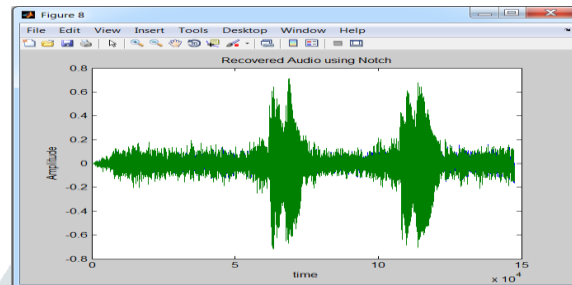 Figure 8
File Edit View Insert Tools Desktop Window Help
Recovered Audio using Notch
Amplitude
0.8
0.6
0.4
0.2
0
-0.2
-0.4
-0.6
-0.8
0 5 10 15
time
x 10^4